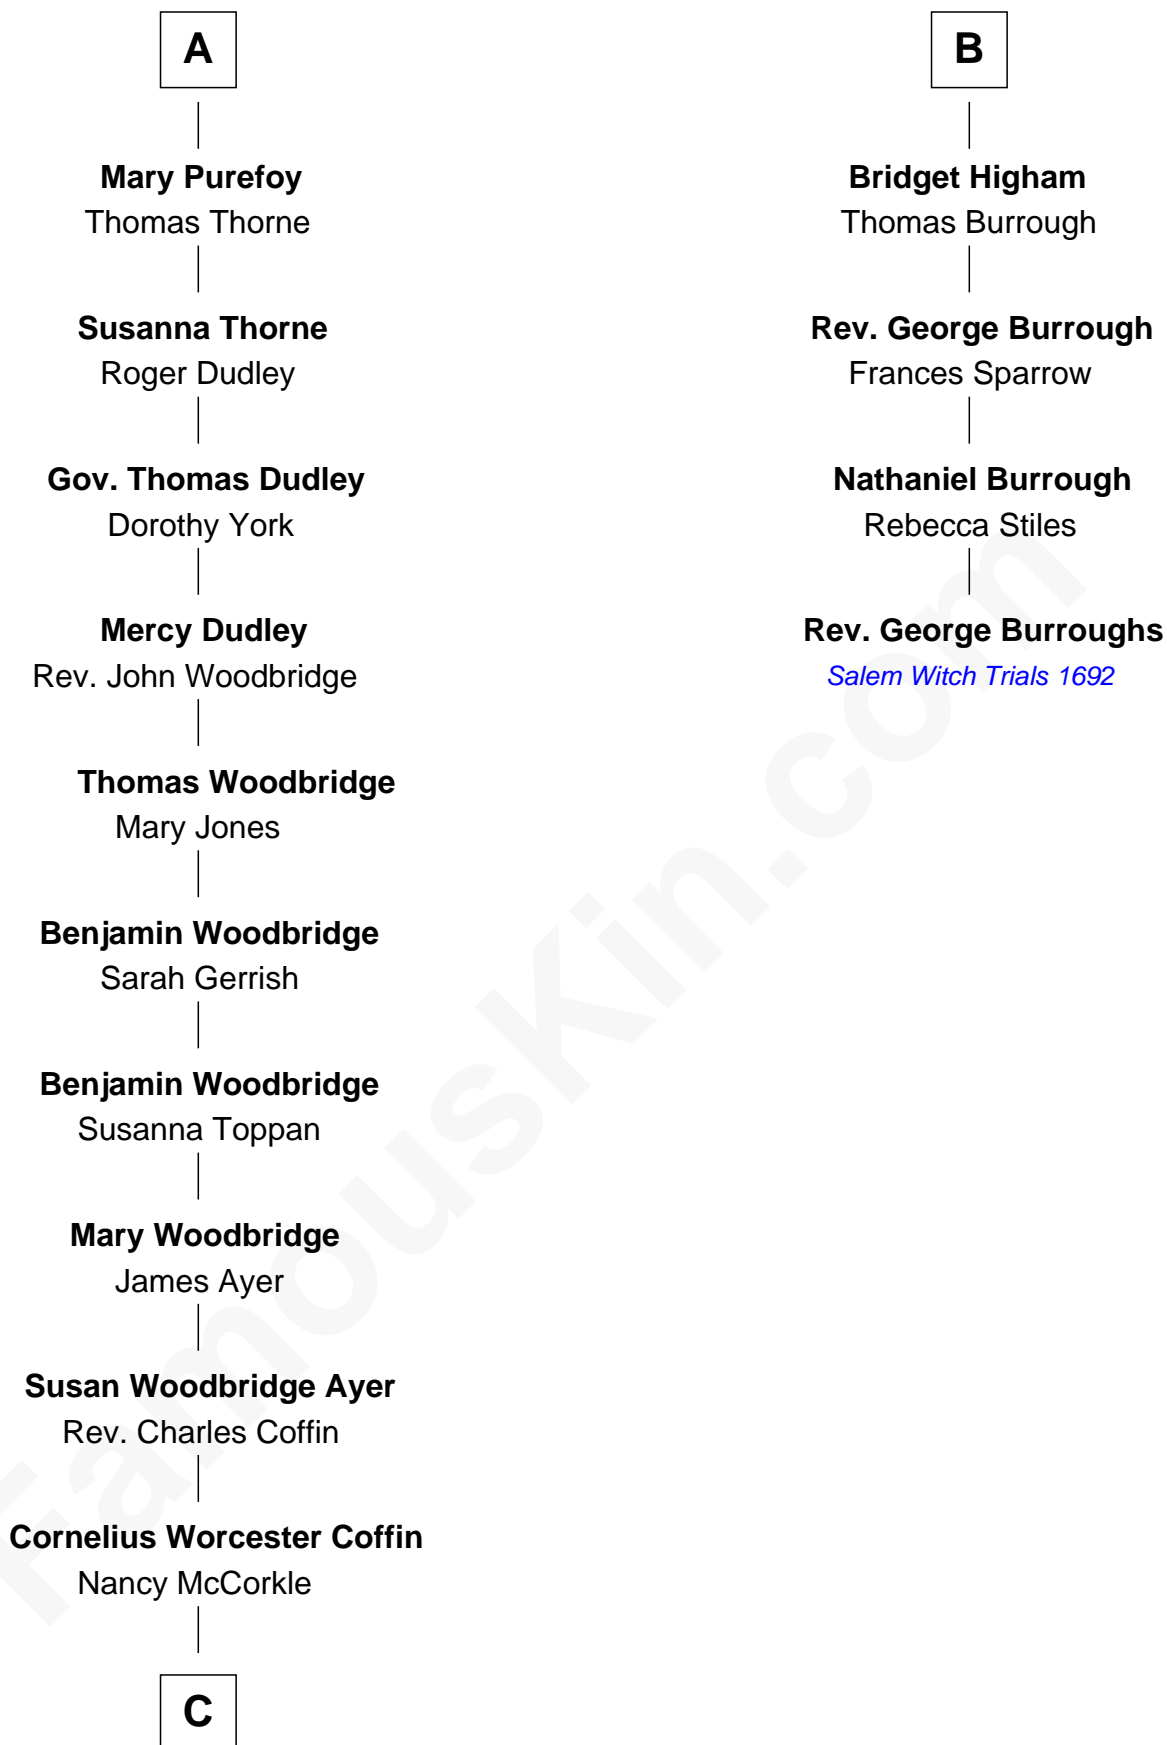 A
Mary Purefoy
Thomas Thorne
Susanna Thorne
Roger Dudley
Gov. Thomas Dudley
Dorothy York
Mercy Dudley
Rev. John Woodbridge
Thomas Woodbridge
Mary Jones
Benjamin Woodbridge
Sarah Gerrish
Benjamin Woodbridge
Susanna Toppan
Mary Woodbridge
James Ayer
Susan Woodbridge Ayer
Rev. Charles Coffin
Cornelius Worcester Coffin
Nancy McCorkle
C
B
Bridget Higham
Thomas Burrough
Rev. George Burrough
Frances Sparrow
Nathaniel Burrough
Rebecca Stiles
Rev. George Burroughs
Salem Witch Trials 1692
FamousKin.com